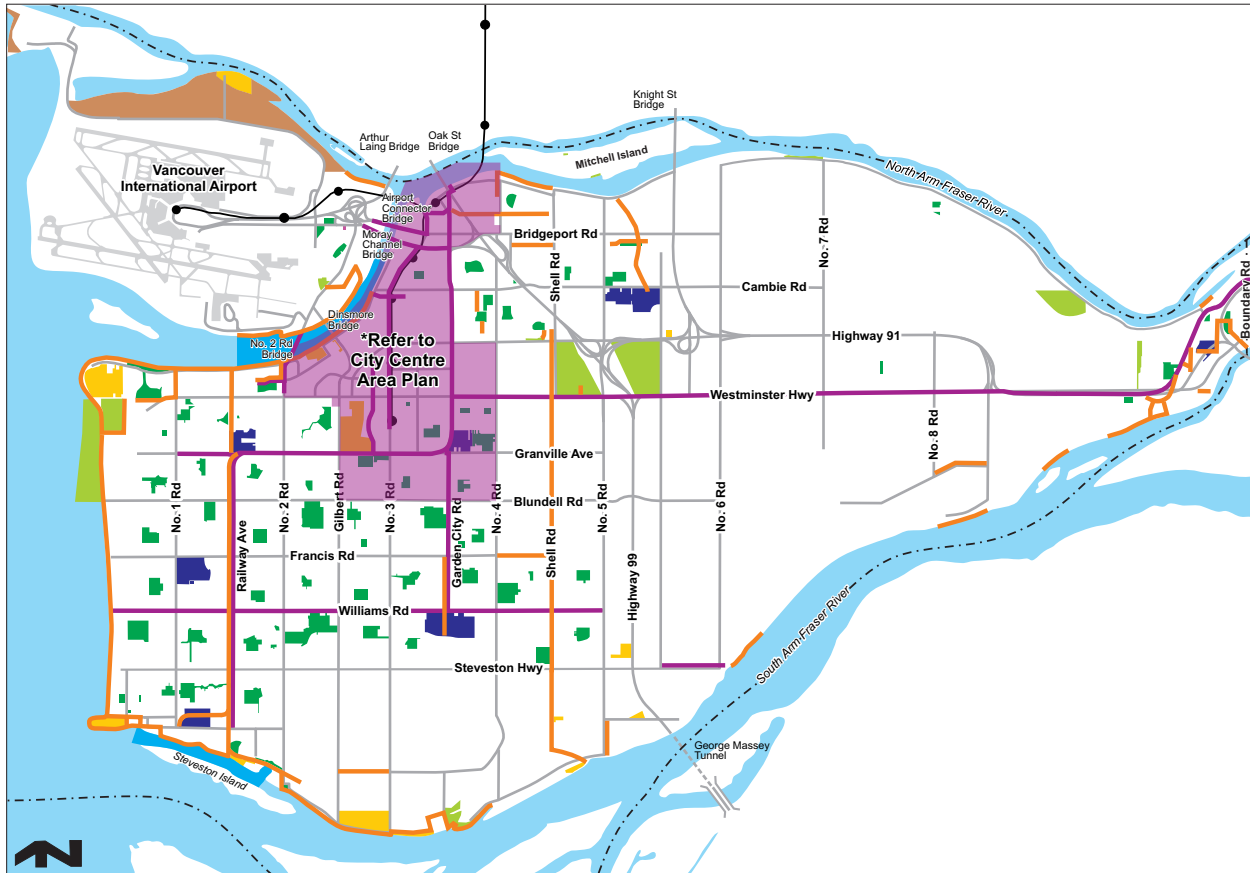 Knight St
Bridge
Arthur
Laing Bridge
Oak St
Bridge
Mitchell Island
Vancouver
International Airport
North Arm Fraser River
Airport
Connector
Bridge
Moray
Channel
Bridge
Bridgeport Rd
No. 7 Rd
Shell Rd
Boundary Rd
Cambie Rd
Dinsmore
Bridge
No. 2 Rd
Bridge
*Refer to
City Centre
Area Plan
Highway 91
Westminster Hwy
No. 8 Rd
Granville Ave
Blundell Rd
No. 1 Rd
Railway Ave
No. 2 Rd
Gilbert Rd
No. 3 Rd
Garden City Rd
No. 4 Rd
Shell Rd
No. 5 Rd
Highway 99
No. 6 Rd
Francis Rd
Williams Rd
South Arm Fraser River
Steveston Hwy
George Massey
Tunnel
Steveston Island
N